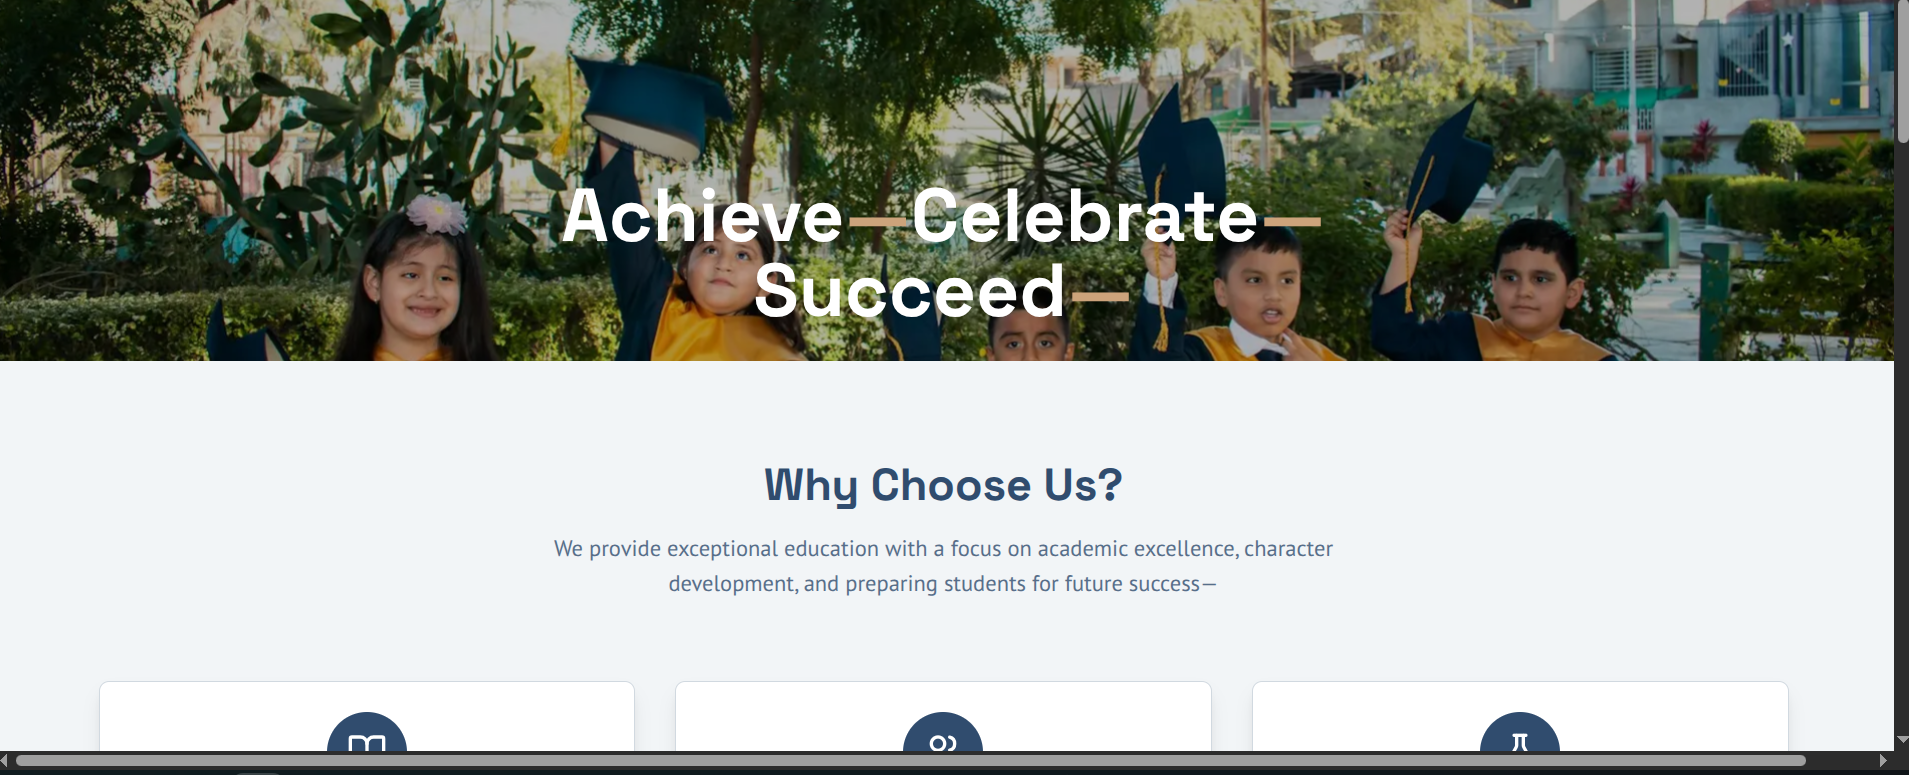 Achieve—Celebrate—
Succeed—
Why Choose Us?
We provide exceptional education with a focus on academic excellence, character
development, and preparing students for future success—